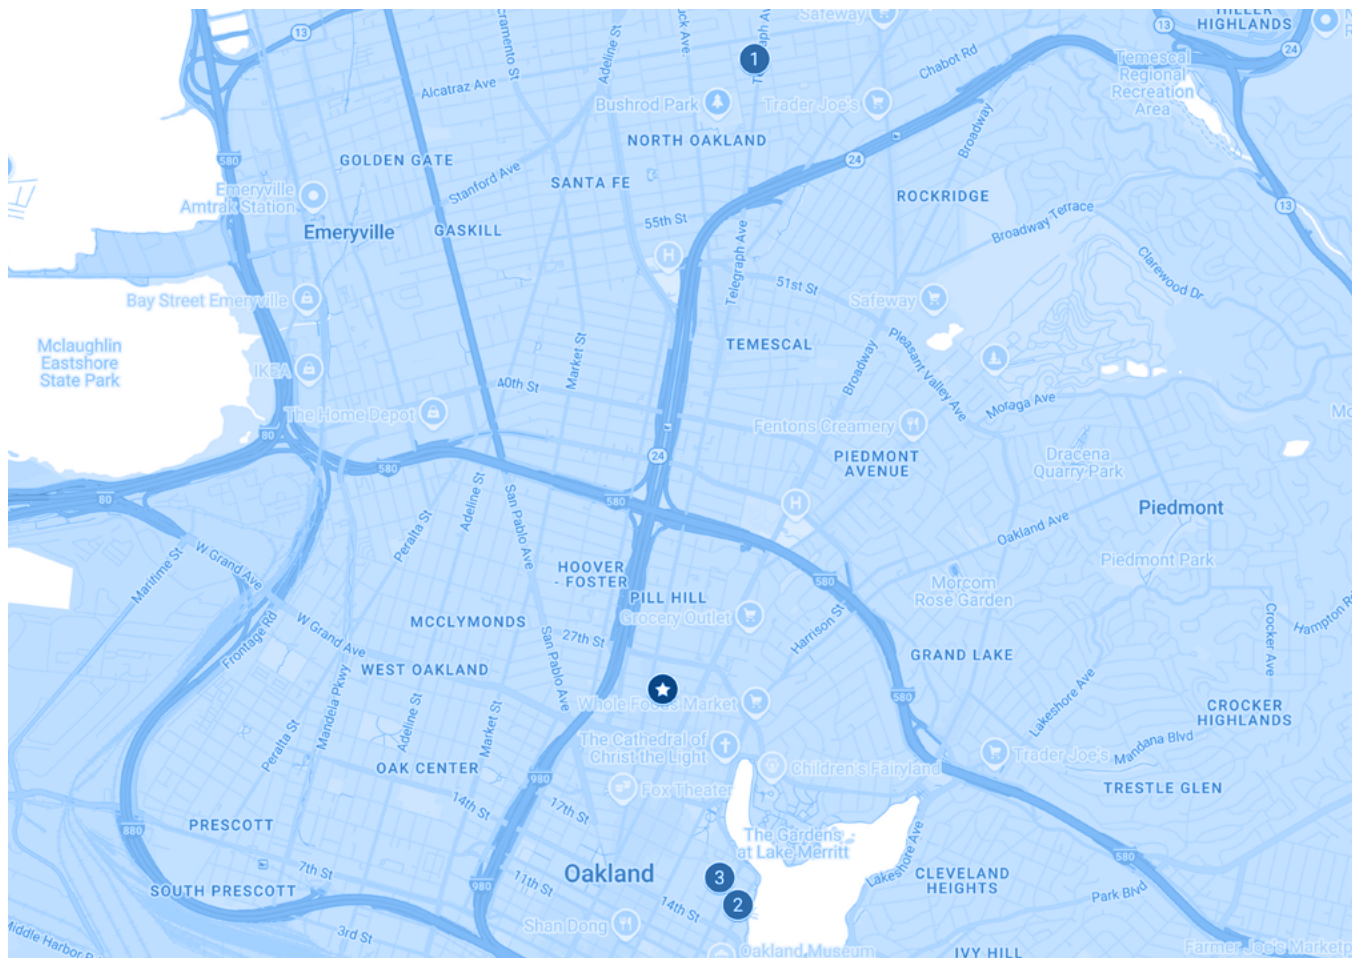 HILLER
HIGHLANDS
Safeway
13
13
24
1
Sacramento St
Adeline St
Telegraph Ave
Chabot Rd
Temescal
Regional
Recreation
Area
Alcatraz Ave
Bushrod Park
Trader Joe's
NORTH OAKLAND
Broadway
580
GOLDEN GATE
24
Stanford Ave
SANTA FE
Emeryville
Amtrak Station
ROCKRIDGE
13
55th St
Broadway Terrace
Emeryville
GASKILL
H
Telegraph Ave
Clarewood Dr
51st St
Bay Street Emeryville
Safeway
Mclaughlin
Eastshore
State Park
Market St
TEMESCAL
Pleasant Valley Ave
Broadway
IKEA
40th St
Moraga Ave
The Home Depot
Fentons Creamery
80
24
PIEDMONT
AVENUE
Dracena
Quarry Park
580
80
580
Adeline St
San Pablo Ave
H
Piedmont
Peralta St
Oakland Ave
W Grand Ave
Maritime St
HOOVER
- FOSTER
Piedmont Park
580
Morcom
Rose Garden
PILL HILL
Grocery Outlet
Harrison St
Crocker Ave
Hampton Rd
MCCLYMONDS
W Grand Ave
27th St
Frontage Rd
San Pablo Ave
GRAND LAKE
WEST OAKLAND
Mandela Pkwy
580
Lakeshore Ave
Whole Foods Market
CROCKER
HIGHLANDS
Adeline St
Market St
Peralta St
The Cathedral of
Christ the Light
Mandana Blvd
Trader Joe's
OAK CENTER
Children's Fairyland
980
Fox Theater
TRESTLE GLEN
14th St
17th St
880
PRESCOTT
The Gardens
at Lake Merritt
580
7th St
Oakland
3
Lakeshore Ave
CLEVELAND
HEIGHTS
SOUTH PRESCOTT
980
11th St
Park Blvd
14th St
2
Shan Dong
Middle Harbor
3rd St
Oakland Museum
IVY HILL
Farmer Joe's